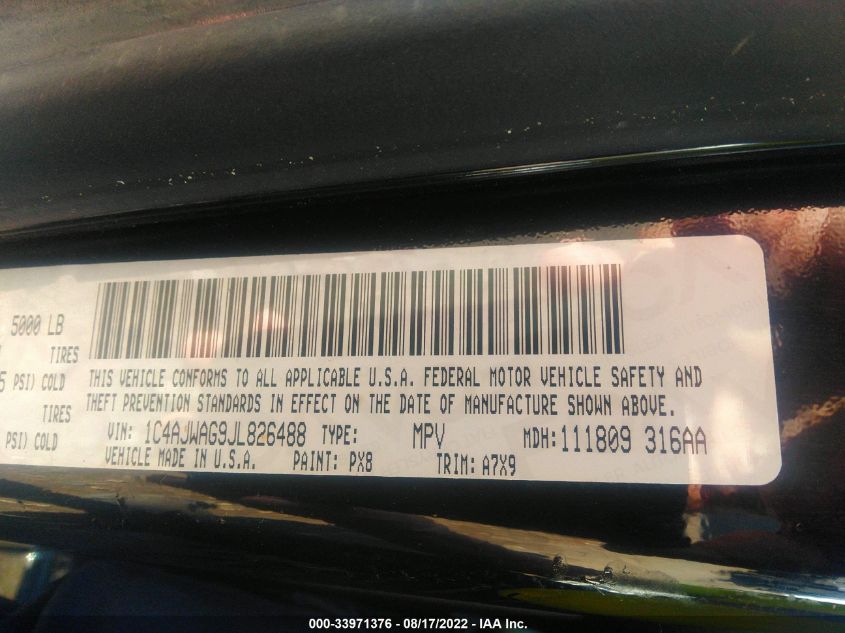 5000 LB
TIRES
5 PSI) COLD
TIRES
PSI) COLD
THIS VEHICLE CONFORMS TO ALL APPLICABLE U.S.A. FEDERAL MOTOR VEHICLE SAFETY AND
THEFT PREVENTION STANDARDS IN EFFECT ON THE DATE OF MANUFACTURE SHOWN ABOVE.
VIN: 1C4AJWAG9JL826488 TYPE: MPV MDH:111809 316AA
VEHICLE MADE IN U.S.A. PAINT: PX8 TRIM: A7X9
000-33971376 - 08/17/2022 - IAA Inc.